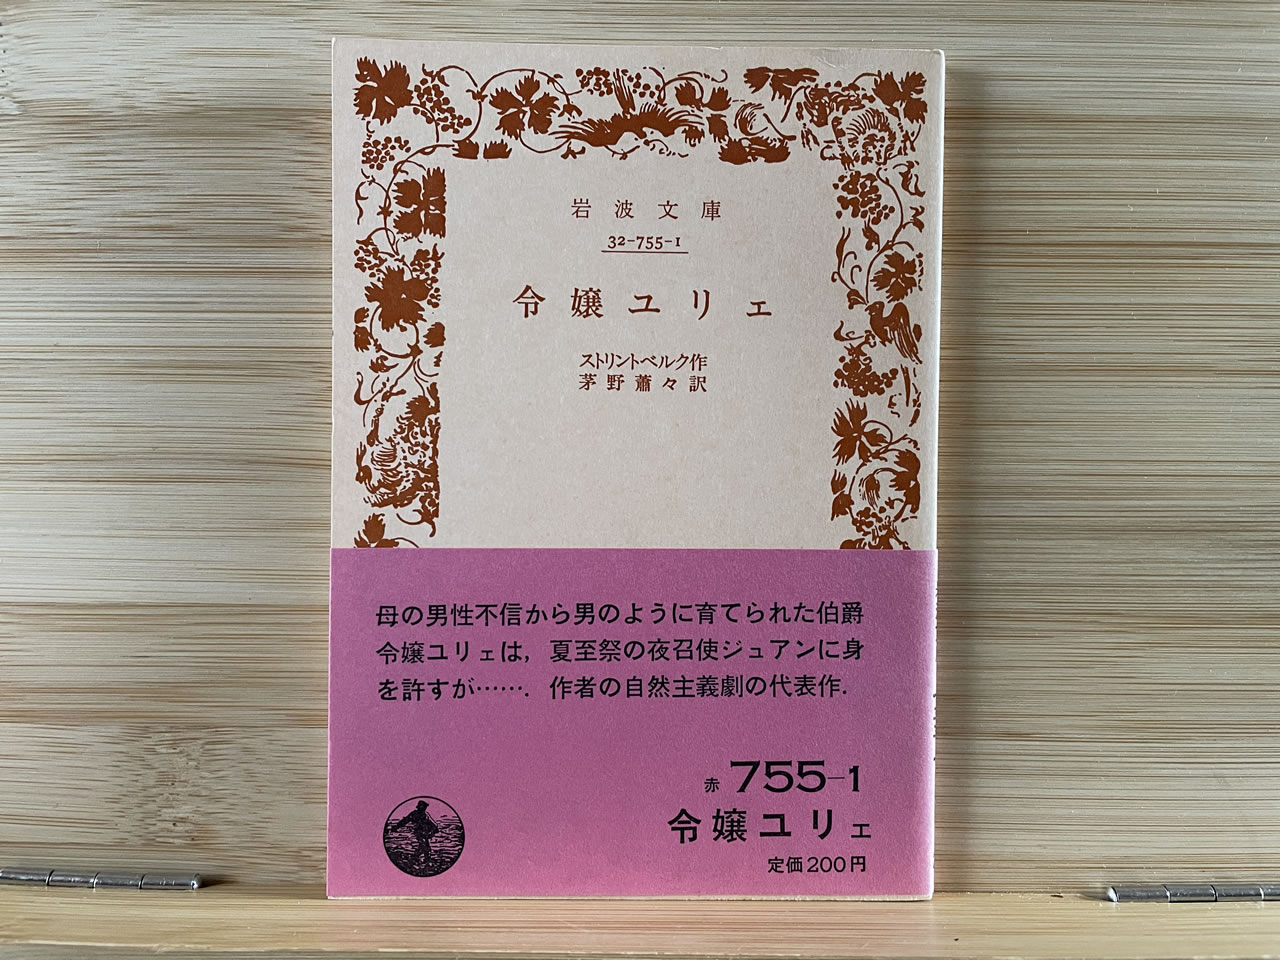 岩波文庫
32-755-1
令嬢ユリェ
ストリントベルク作
茅野蕭々訳
母の男性不信から男のように育てられた伯爵
令嬢ユリェは，夏至祭の夜召使ジュアンに身
を許すが……．作者の自然主義劇の代表作．
赤 755-1
令嬢ユリェ
定価200円